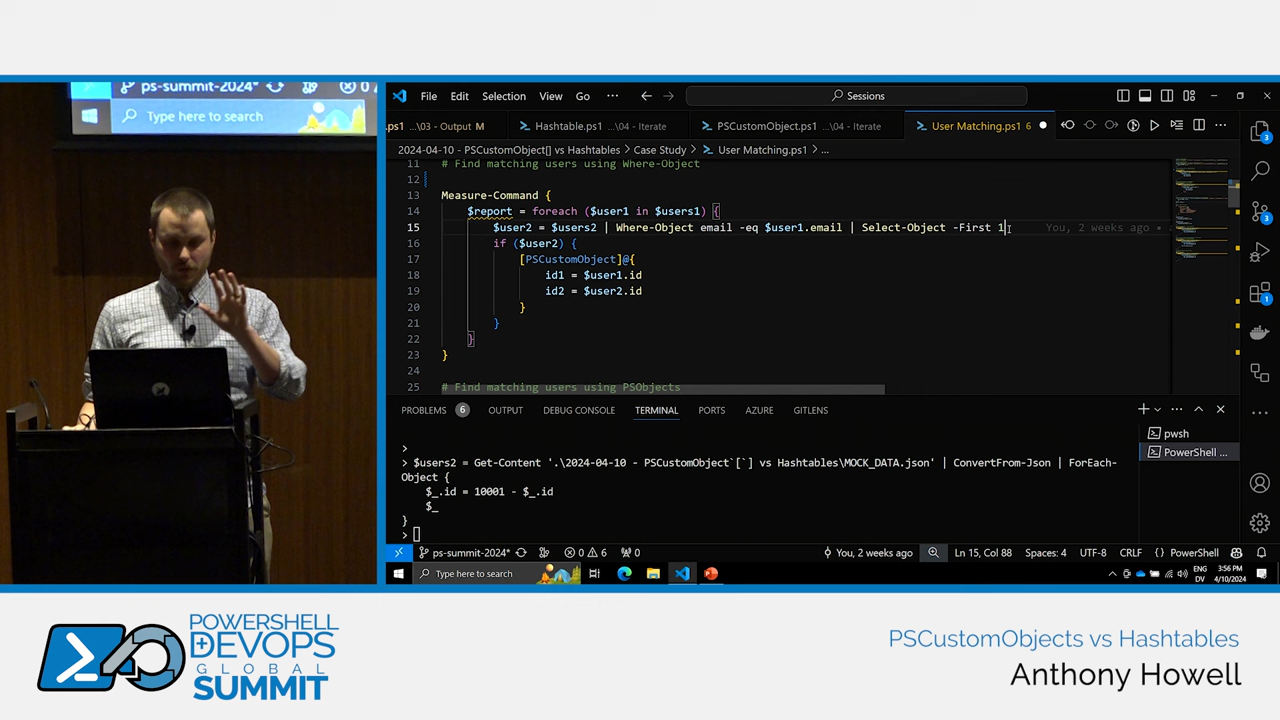 ps-summit-2024*
Type here to search
File Edit Selection View Go ··· Sessions
.ps1 ...\03 - Output M Hashtable.ps1 ...\04 - Iterate PSCustomObject.ps1 ...\04 - Iterate User Matching.ps1 6
2024-04-10 - PSCustomObject[] vs Hashtables > Case Study > User Matching.ps1 > ...
11 # Find matching users using Where-Object
12
13 Measure-Command {
14 $report = foreach ($user1 in $users1) {
15 $user2 = $users2 | Where-Object email -eq $user1.email | Select-Object -First 1 You, 2 weeks ago •
16 if ($user2) {
17 [PSCustomObject]@{
18 id1 = $user1.id
19 id2 = $user2.id
20 }
21 }
22 }
23 }
24
25 # Find matching users using PSObjects
PROBLEMS 6 OUTPUT DEBUG CONSOLE TERMINAL PORTS AZURE GITLENS
pwsh
PowerShell ...
>
> $users2 = Get-Content '.\2024-04-10 - PSCustomObject`[`] vs Hashtables\MOCK_DATA.json' | ConvertFrom-Json | ForEach-
Object {
$_.id = 10001 - $_.id
$_
}
>
3
3
1
ps-summit-2024* 0 6 0 You, 2 weeks ago Ln 15, Col 88 Spaces: 4 UTF-8 CRLF { } PowerShell
Type here to search ENG DV 3:56 PM 4/10/2024
POWERSHELL
DEVOPS
GLOBAL
SUMMIT
PSCustomObjects vs Hashtables
Anthony Howell